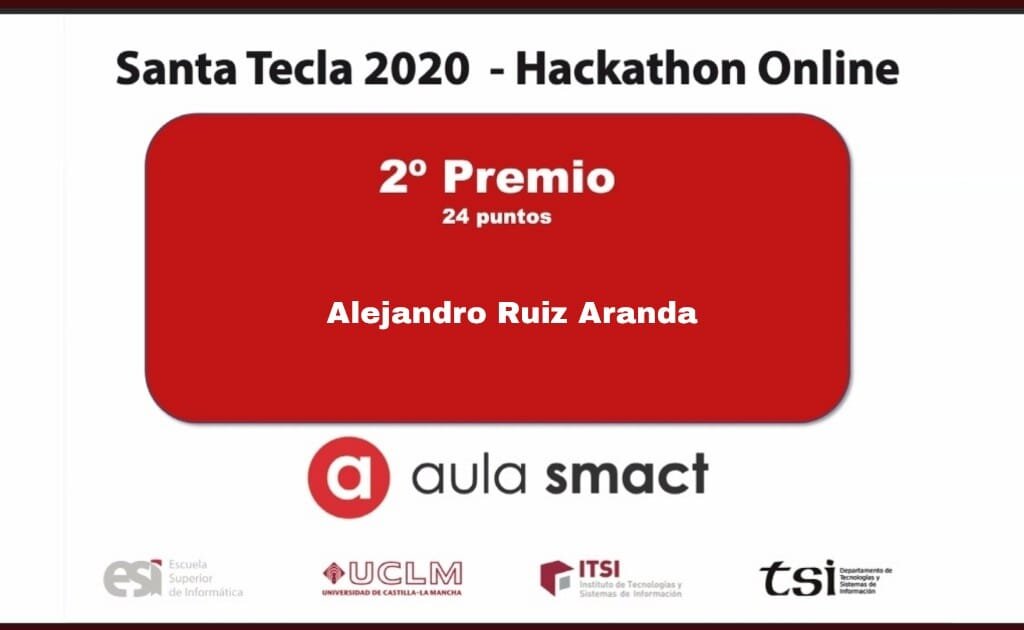 Santa Tecla 2020 - Hackathon Online
2º Premio
24 puntos
Alejandro Ruiz Aranda
a aula smact
esi Escuela
Superior
de Informática
UCLM
UNIVERSIDAD DE CASTILLA-LA MANCHA
ITSI
Instituto de Tecnologías y
Sistemas de Información
tsi Departamento de
Tecnologías y
Sistemas de
Información